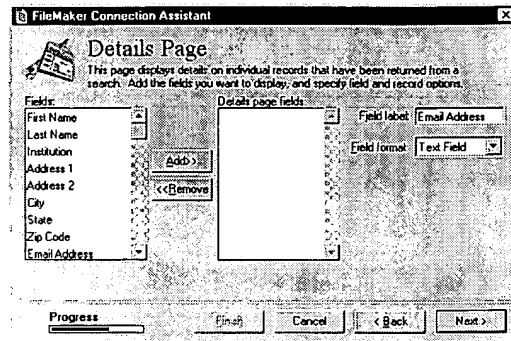 FileMaker Connection Assistant
Details Page
This page displays details on individual records that have been returned from a
search. Add the fields you want to display, and specify field and record options.
Fields:
First Name
Last Name
Institution
Address 1
Address 2
City
State
Zip Code
Email Address
Add>>
<<Remove
Details page fields
Field label: Email Address
Field format Text Field
Progress
Finish
Cancel
< Back
Next >